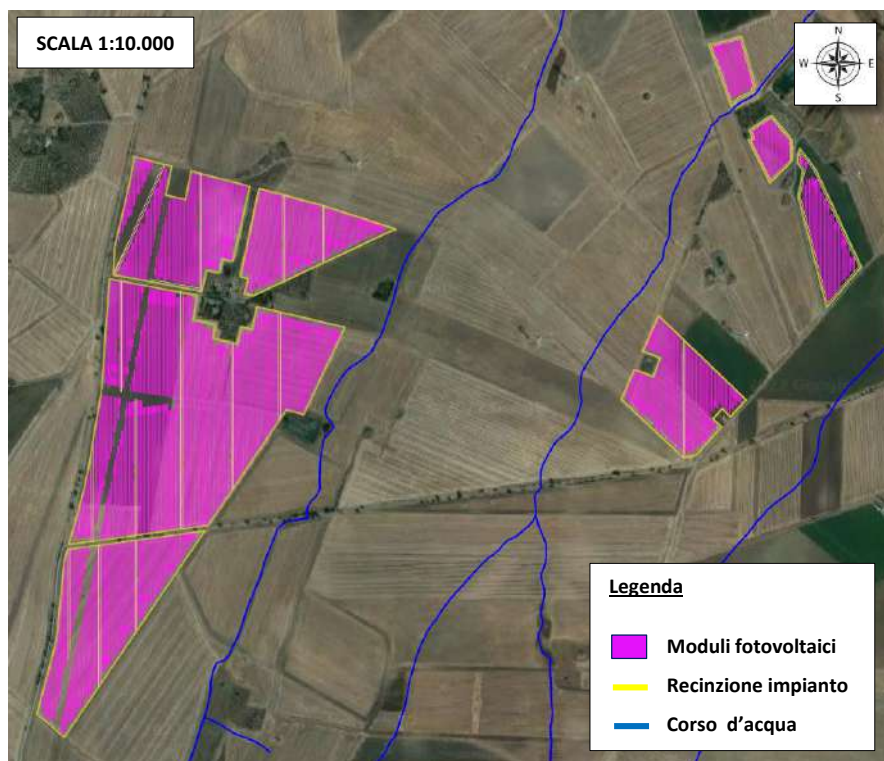 SCALA 1:10.000
N
W E
S
Legenda
Moduli fotovoltaici
Recinzione impianto
Corso d'acqua